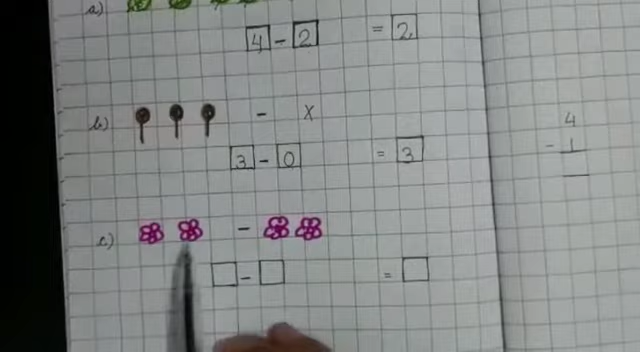 a)
4 - 2 = 2
b) - x
3 - 0 = 3
c) -
- =
4
- 1